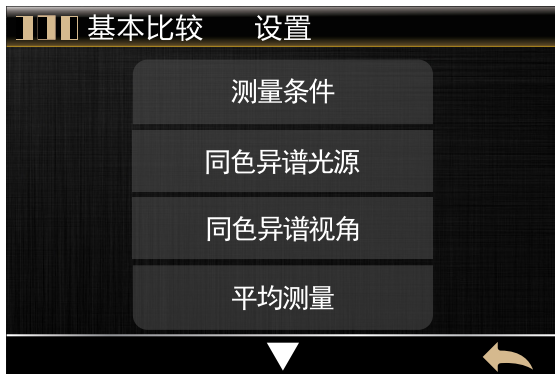 基本比较 设置
测量条件
同色异谱光源
同色异谱视角
平均测量